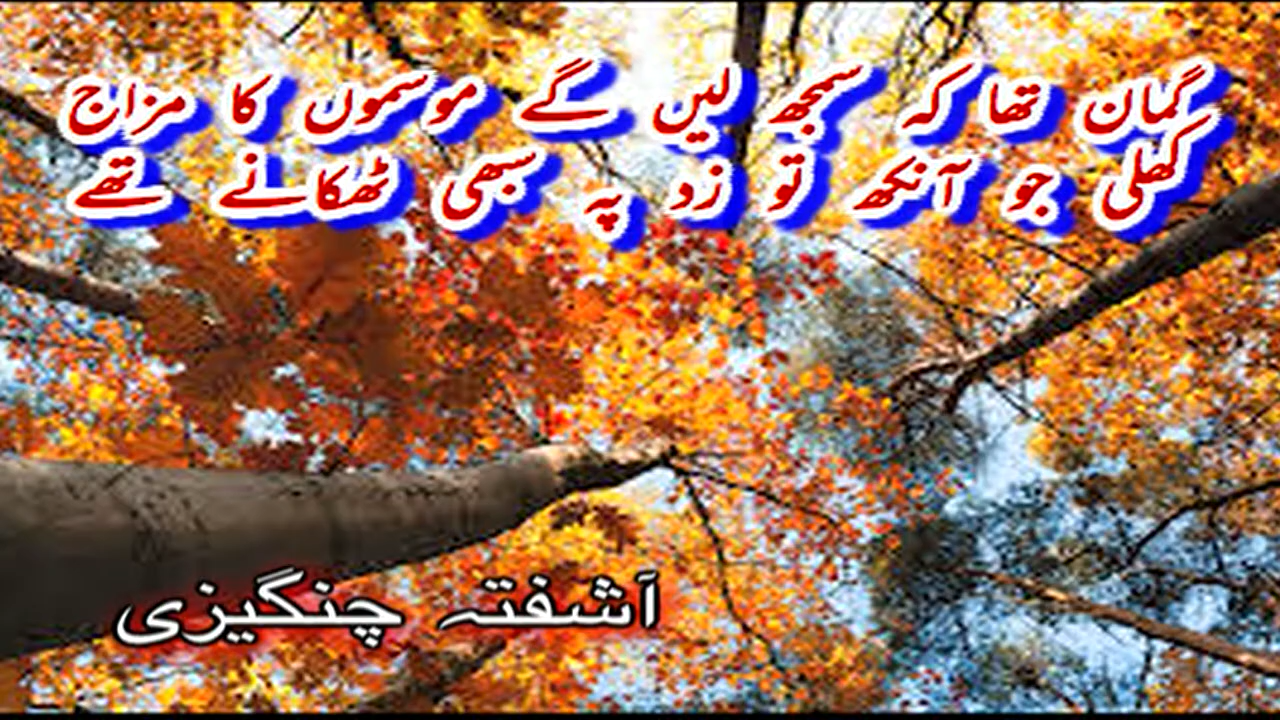 گمان تھا کہ سمجھ لیں گے موسموں کا مزاج
کھلی جو آنکھ تو زد پہ سبھی ٹھکانے تھے
آشفتہ چنگیزی